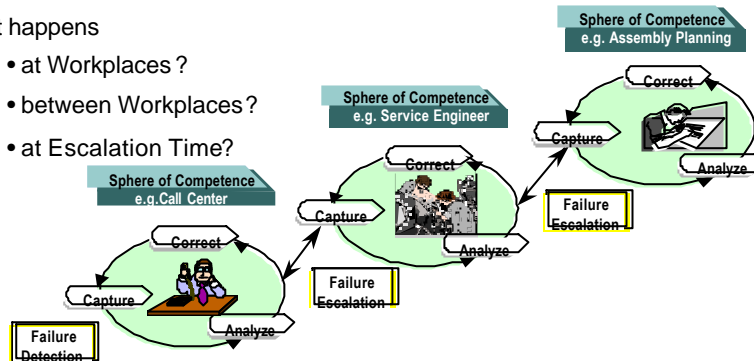 t happens
• at Workplaces ?
• between Workplaces?
• at Escalation Time?
Sphere of Competence
e.g.Call Center
Correct
Capture
Analyze
Failure
Detection
Sphere of Competence
e.g. Service Engineer
Correct
Capture
Analyze
Failure
Escalation
Sphere of Competence
e.g. Assembly Planning
Correct
Capture
Analyze
Failure
Escalation